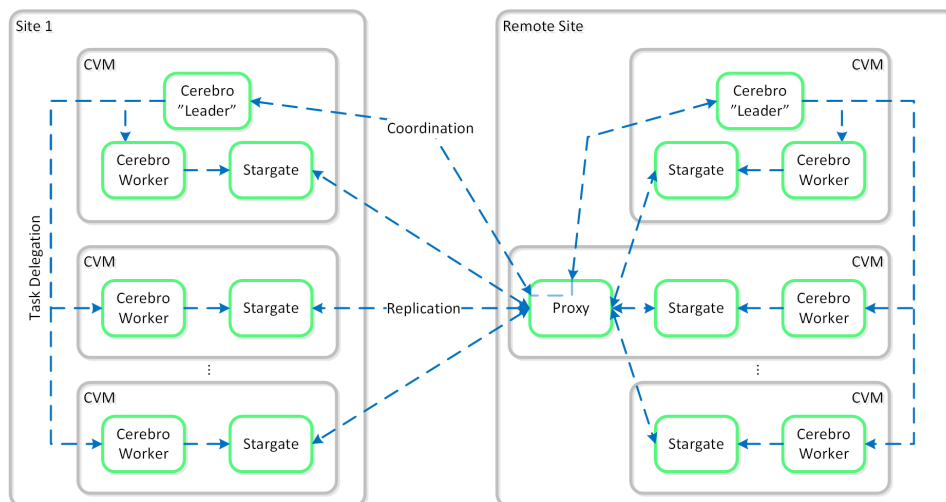 Site 1
CVM
Cerebro
”Leader”
Cerebro
Worker
Stargate
CVM
Cerebro
Worker
Stargate
...
CVM
Cerebro
Worker
Stargate
Task Delegation
Coordination
Replication
Remote Site
CVM
Cerebro
”Leader”
Stargate
Cerebro
Worker
CVM
Proxy
Stargate
Cerebro
Worker
...
CVM
Stargate
Cerebro
Worker